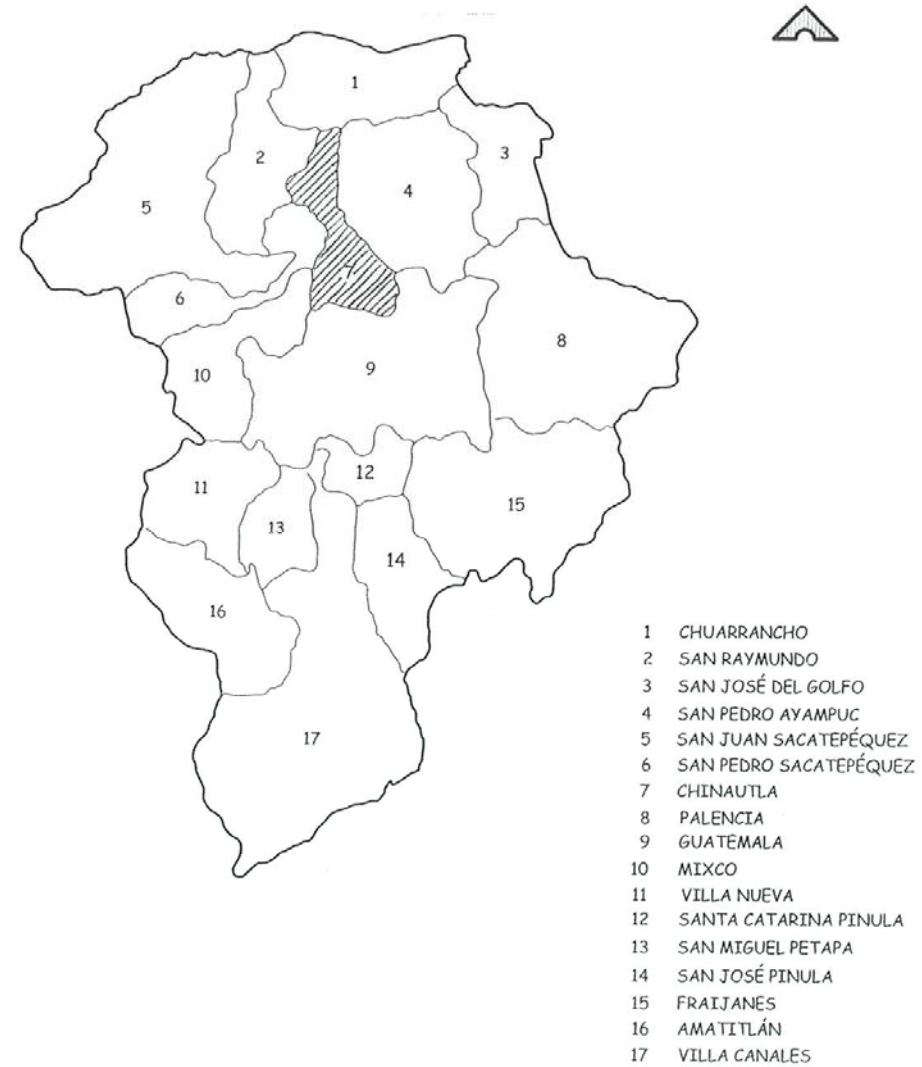 1
2
3
4
5
6
7
8
9
10
11
12
13
14
15
16
17
1 CHUARRANCHO
2 SAN RAYMUNDO
3 SAN JOSÉ DEL GOLFO
4 SAN PEDRO AYAMPUC
5 SAN JUAN SACATEPÉQUEZ
6 SAN PEDRO SACATEPÉQUEZ
7 CHINAUTLA
8 PALENCIA
9 GUATEMALA
10 MIXCO
11 VILLA NUEVA
12 SANTA CATARINA PINULA
13 SAN MIGUEL PETAPA
14 SAN JOSÉ PINULA
15 FRAIJANES
16 AMATITLÁN
17 VILLA CANALES